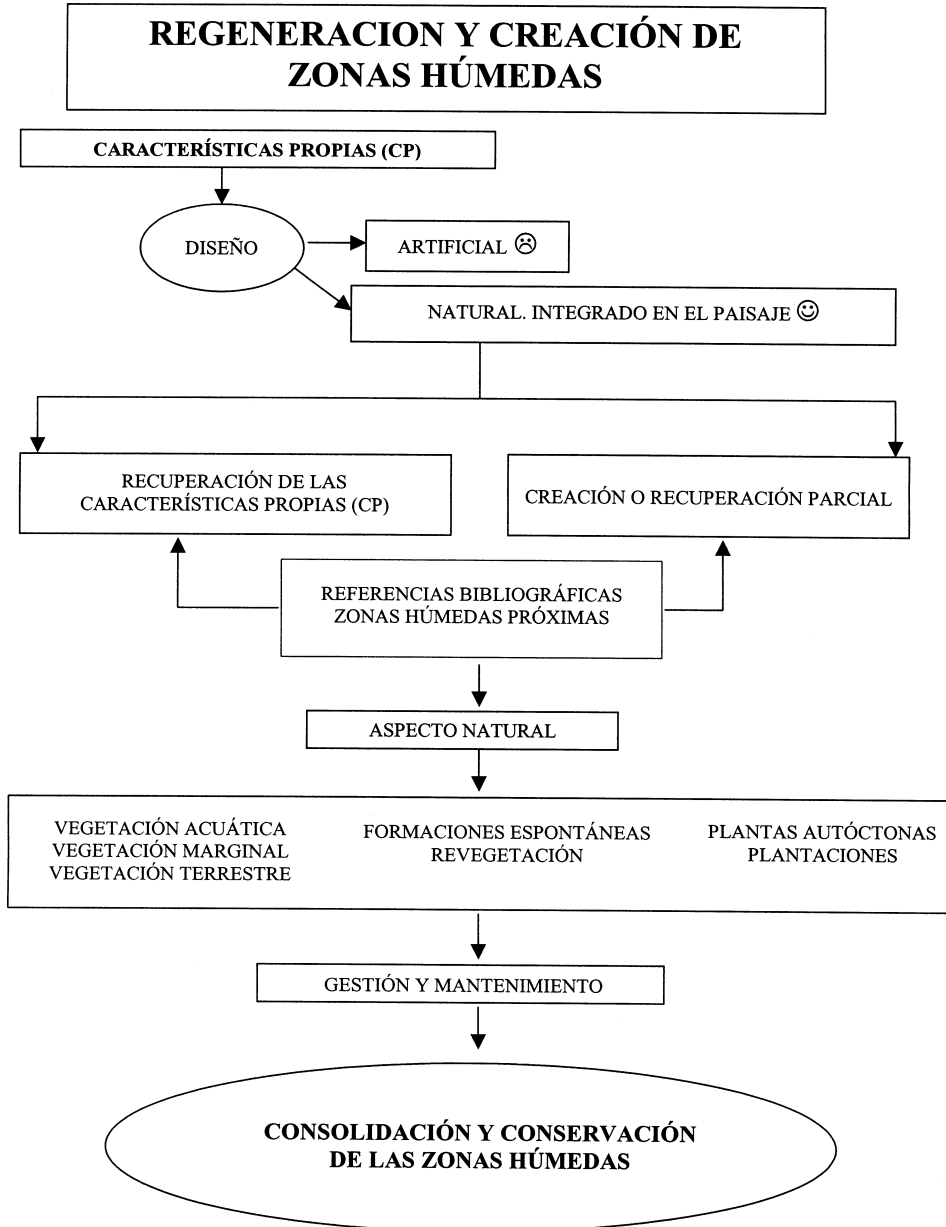 REGENERACION Y CREACIÓN DE
ZONAS HÚMEDAS
CARACTERÍSTICAS PROPIAS (CP)
DISEÑO
ARTIFICIAL ☹
NATURAL. INTEGRADO EN EL PAISAJE ☺
RECUPERACIÓN DE LAS
CARACTERÍSTICAS PROPIAS (CP)
CREACIÓN O RECUPERACIÓN PARCIAL
REFERENCIAS BIBLIOGRÁFICAS
ZONAS HÚMEDAS PRÓXIMAS
ASPECTO NATURAL
VEGETACIÓN ACUÁTICA
VEGETACIÓN MARGINAL
VEGETACIÓN TERRESTRE
FORMACIONES ESPONTÁNEAS
REVEGETACIÓN
PLANTAS AUTÓCTONAS
PLANTACIONES
GESTIÓN Y MANTENIMIENTO
CONSOLIDACIÓN Y CONSERVACIÓN
DE LAS ZONAS HÚMEDAS